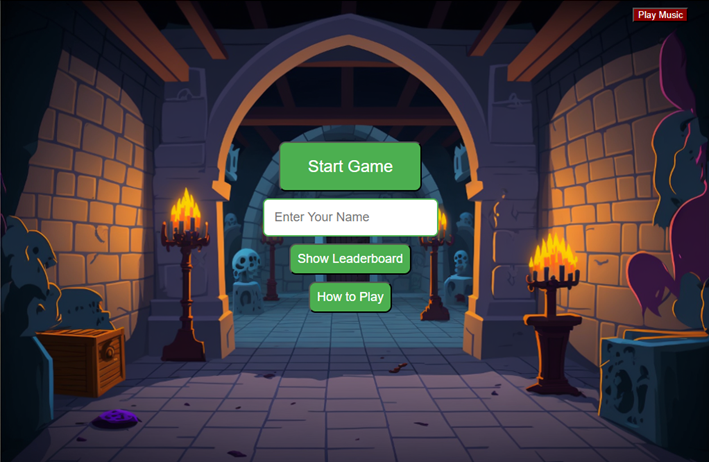 Play Music
Start Game
Enter Your Name
Show Leaderboard
How to Play